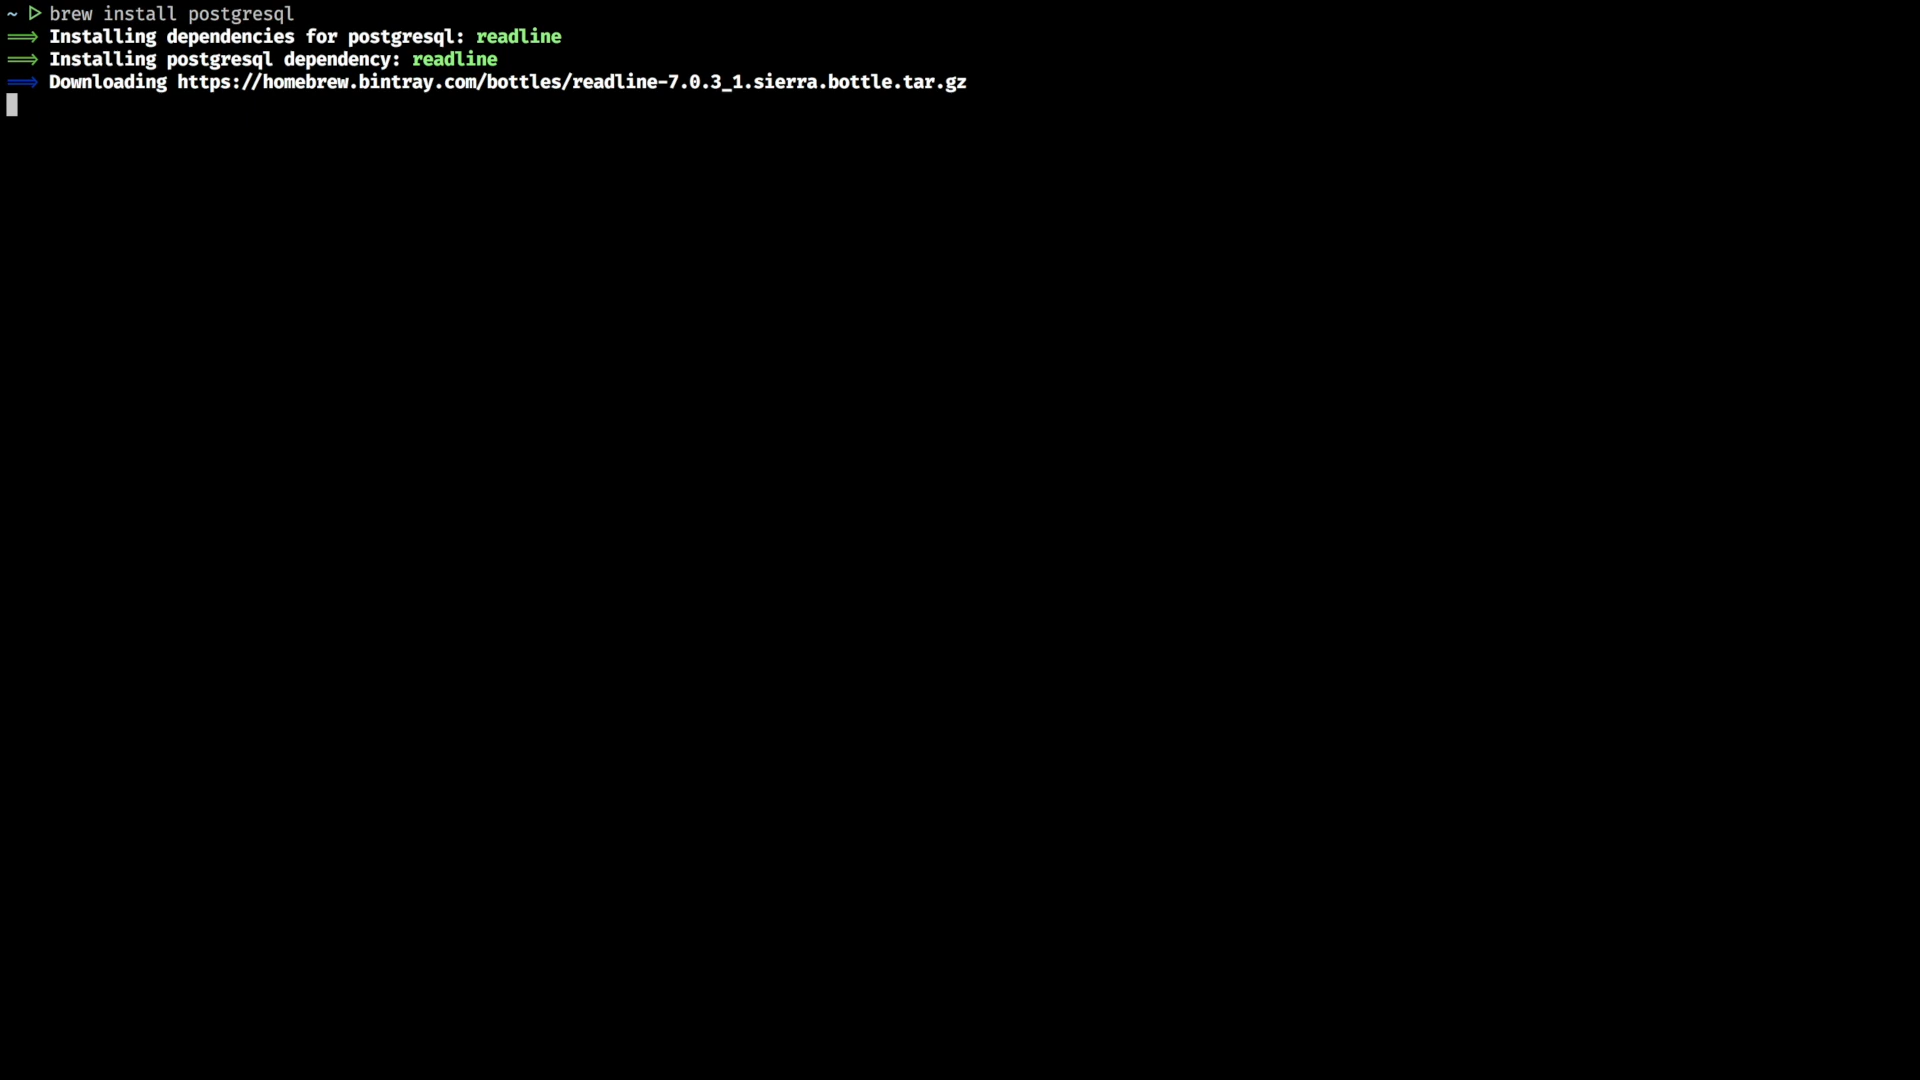 ~ ▷ brew install postgresql
==> Installing dependencies for postgresql: readline
==> Installing postgresql dependency: readline
==> Downloading https://homebrew.bintray.com/bottles/readline-7.0.3_1.sierra.bottle.tar.gz